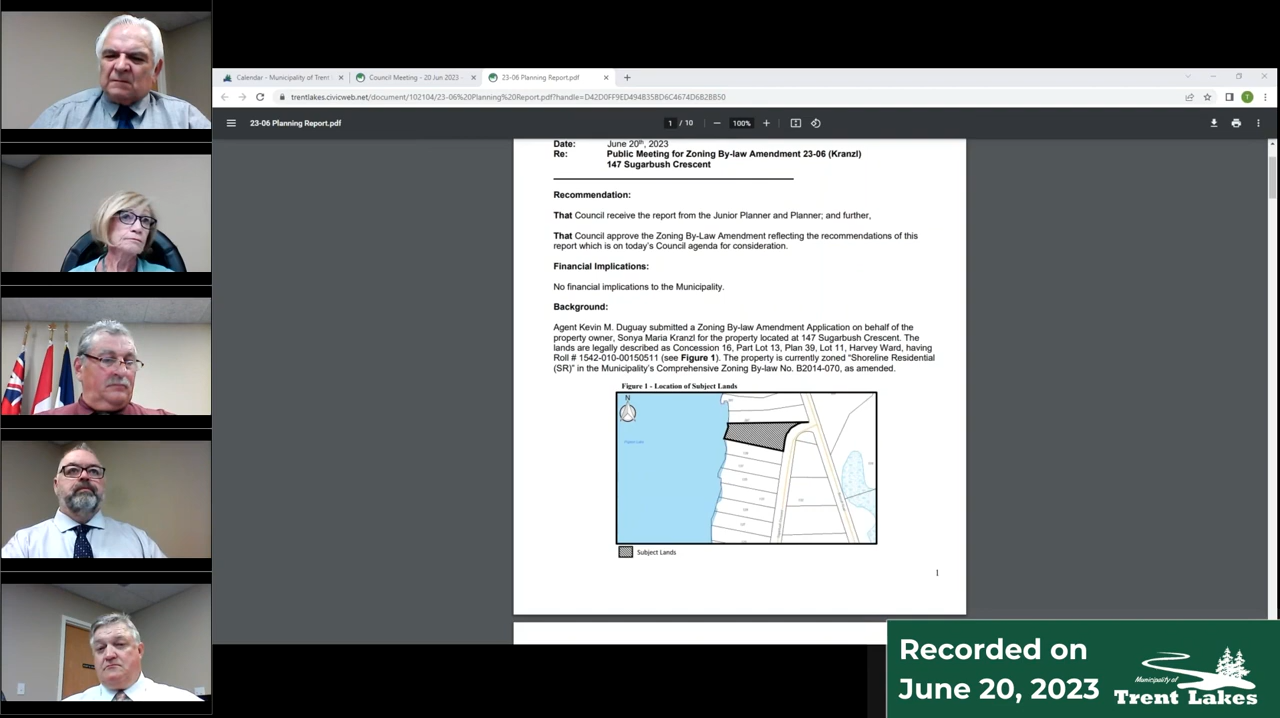 Calendar - Municipality of Trent
Council Meeting - 20 Jun 2023 -
23-06 Planning Report.pdf
trentlakes.civicweb.net/document/102104/23-06%20Planning%20Report.pdf?handle=D42D0FF9ED494B35BD6C4674D6B2BB50
T
23-06 Planning Report.pdf
1 / 10
100%
Date: June 20th, 2023
Re: Public Meeting for Zoning By-law Amendment 23-06 (Kranzl)
147 Sugarbush Crescent
Recommendation:
That Council receive the report from the Junior Planner and Planner; and further,
That Council approve the Zoning By-Law Amendment reflecting the recommendations of this
report which is on today's Council agenda for consideration.
Financial Implications:
No financial implications to the Municipality.
Background:
Agent Kevin M. Duguay submitted a Zoning By-law Amendment Application on behalf of the
property owner, Sonya Maria Kranzl for the property located at 147 Sugarbush Crescent. The
lands are legally described as Concession 16, Part Lot 13, Plan 39, Lot 11, Harvey Ward, having
Roll # 1542-010-00150511 (see Figure 1). The property is currently zoned "Shoreline Residential
(SR)" in the Municipality's Comprehensive Zoning By-law No. B2014-070, as amended.
Figure 1 - Location of Subject Lands
N
Subject Lands
1
Recorded on
June 20, 2023
Municipality of
Trent Lakes